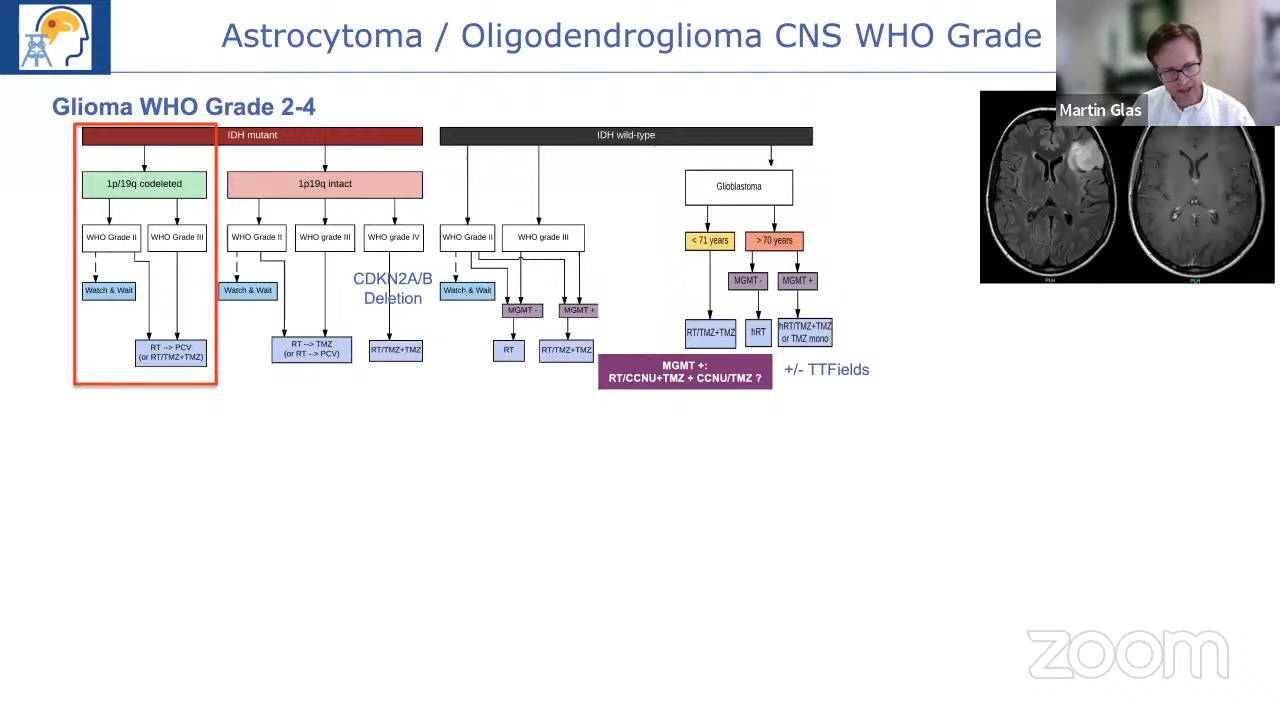 Astrocytoma / Oligodendroglioma CNS WHO Grade
Martin Glas
Glioma WHO Grade 2-4
IDH mutant
IDH wild-type
1p/19q codeleted
1p19q intact
Glioblastoma
WHO Grade II
WHO Grade III
WHO Grade II
WHO grade III
WHO grade IV
WHO Grade II
WHO grade III
< 71 years
> 70 years
CDKN2A/B
Deletion
MGMT -
MGMT +
Watch & Wait
Watch & Wait
Watch & Wait
MGMT -
MGMT +
RT --> PCV
(or RT/TMZ+TMZ)
RT --> TMZ
(or RT --> PCV)
RT/TMZ+TMZ
RT
RT/TMZ+TMZ
RT/TMZ+TMZ
hRT
hRT/TMZ+TMZ
or TMZ mono
MGMT +:
RT/CCNU+TMZ + CCNU/TMZ ?
+/- TTFields
PLH
PLH
zoom